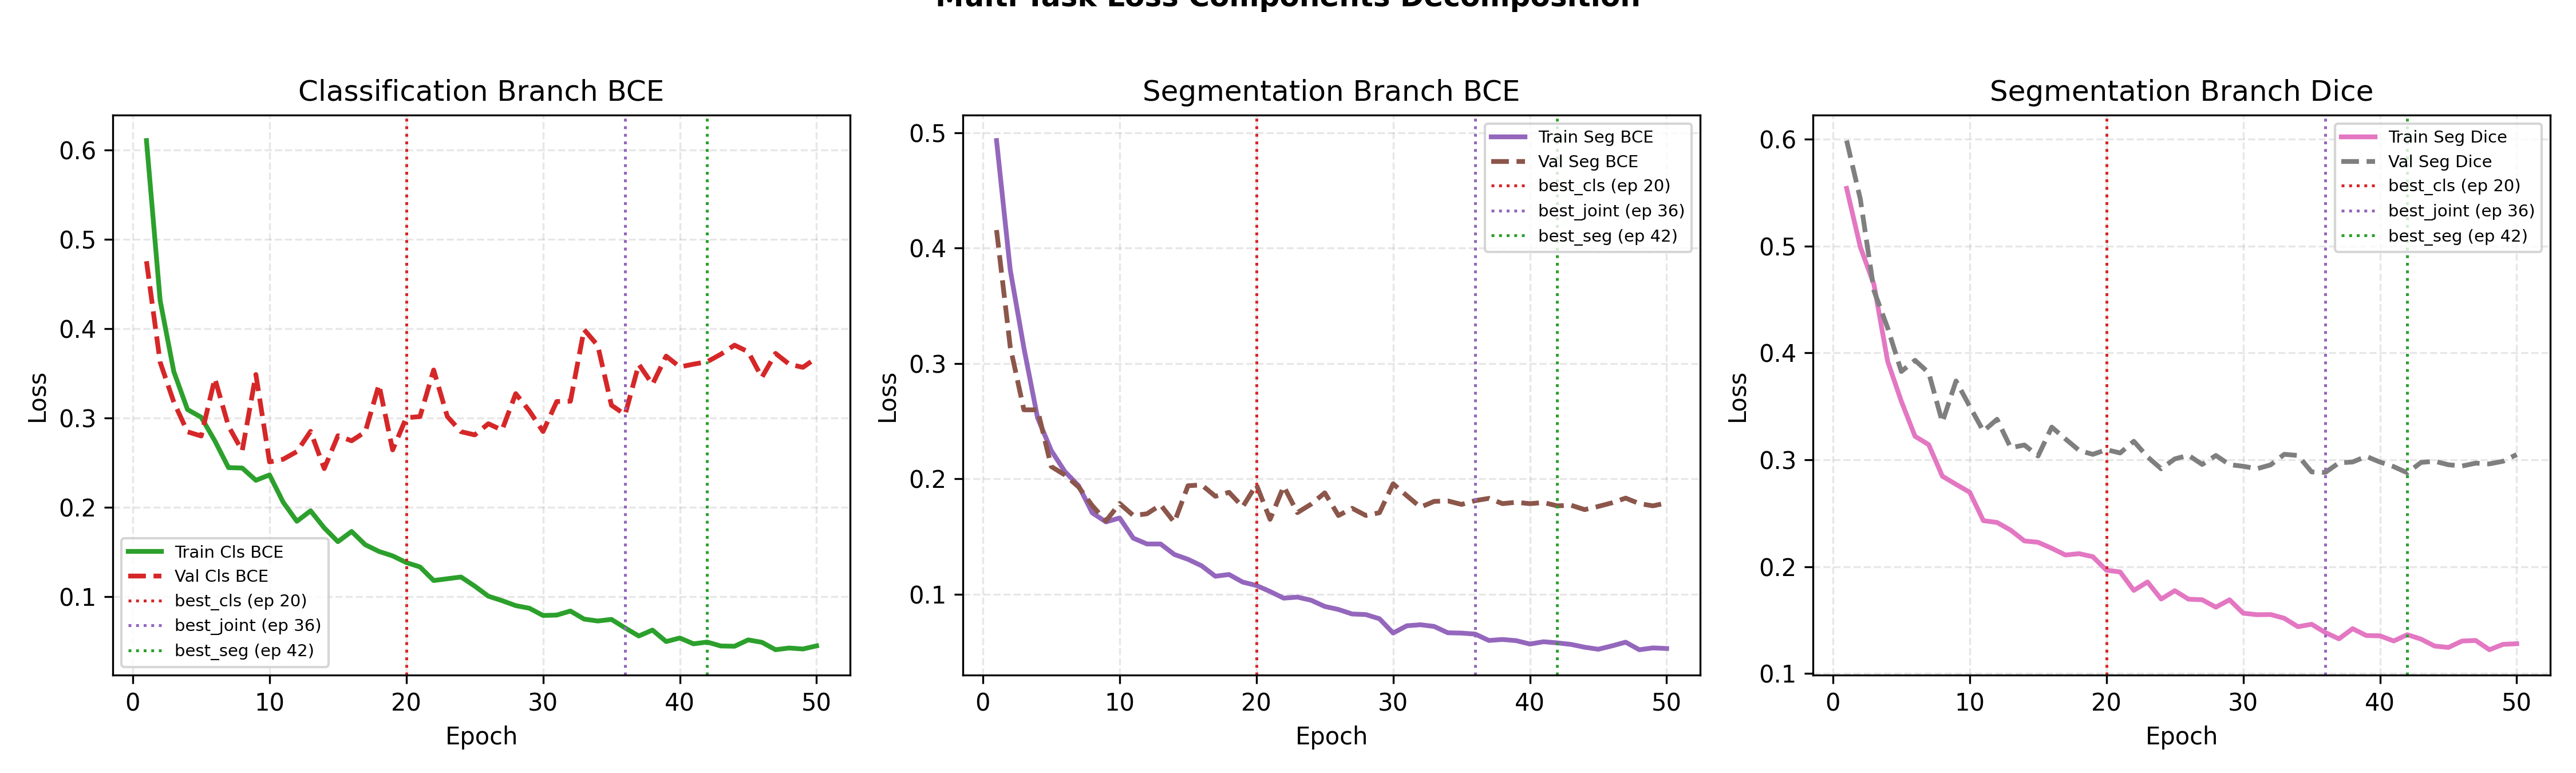 Multi-Task Loss Components Decomposition
Classification Branch BCE
Loss
0.6
0.5
0.4
0.3
0.2
0.1
Train Cls BCE
Val Cls BCE
best_cls (ep 20)
best_joint (ep 36)
best_seg (ep 42)
0 10 20 30 40 50
Epoch
Segmentation Branch BCE
Loss
0.5
0.4
0.3
0.2
0.1
Train Seg BCE
Val Seg BCE
best_cls (ep 20)
best_joint (ep 36)
best_seg (ep 42)
0 10 20 30 40 50
Epoch
Segmentation Branch Dice
Loss
0.6
0.5
0.4
0.3
0.2
0.1
Train Seg Dice
Val Seg Dice
best_cls (ep 20)
best_joint (ep 36)
best_seg (ep 42)
0 10 20 30 40 50
Epoch